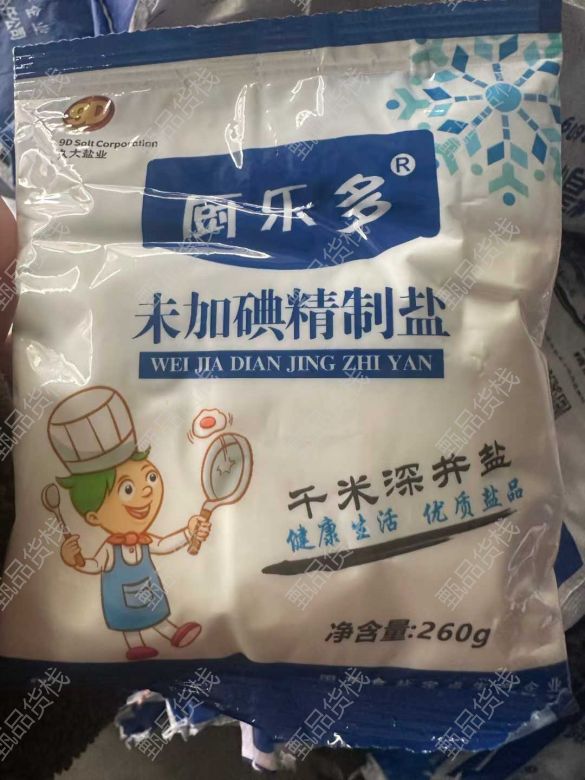 9D
9D Salt Corporation
久大盐业
厨乐多®
未加碘精制盐
WEI JIA DIAN JING ZHI YAN
千米深井盐
健康生活 优质盐品
净含量:260g
甄品货栈